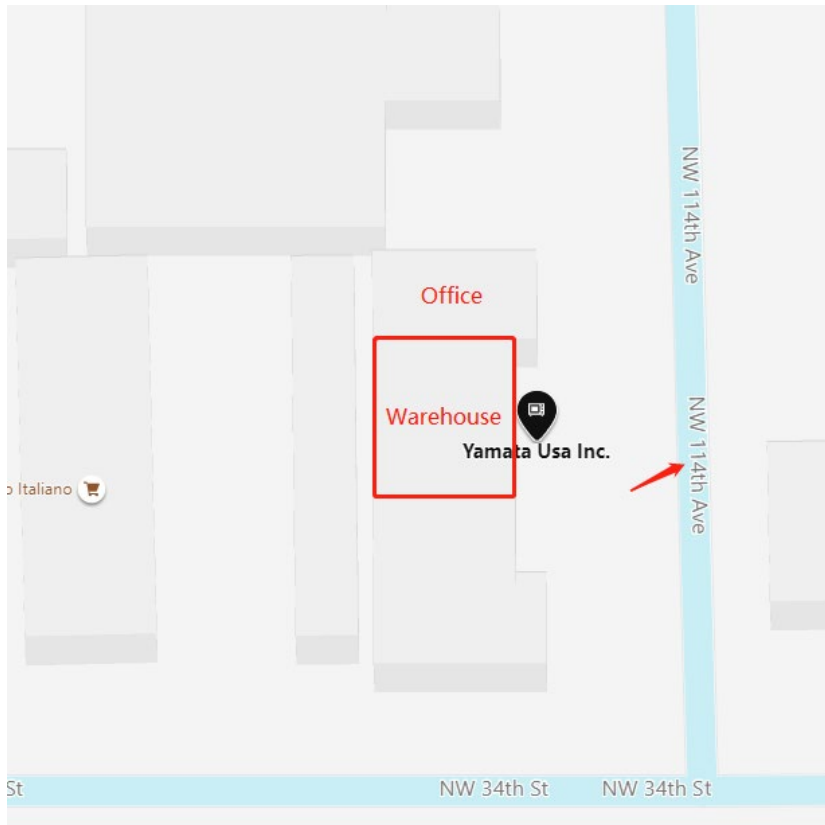 NW 114th Ave
Office
Warehouse
Yamata Usa Inc.
NW 114th Ave
o Italiano
St
NW 34th St
NW 34th St